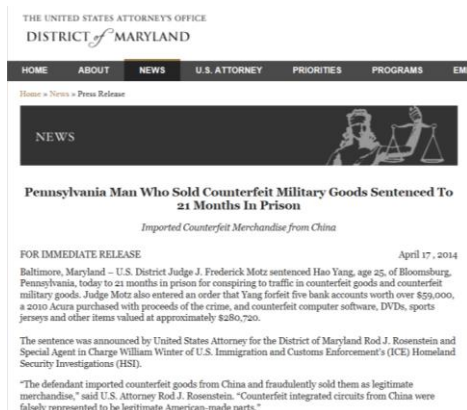 THE UNITED STATES ATTORNEY'S OFFICE
DISTRICT of MARYLAND
HOME ABOUT NEWS U.S. ATTORNEY PRIORITIES PROGRAMS EM
Home » News » Press Release
NEWS
Pennsylvania Man Who Sold Counterfeit Military Goods Sentenced To
21 Months In Prison
Imported Counterfeit Merchandise from China
FOR IMMEDIATE RELEASE April 17 , 2014
Baltimore, Maryland – U.S. District Judge J. Frederick Motz sentenced Hao Yang, age 25, of Bloomsburg,
Pennsylvania, today to 21 months in prison for conspiring to traffic in counterfeit goods and counterfeit
military goods. Judge Motz also entered an order that Yang forfeit five bank accounts worth over $59,000,
a 2010 Acura purchased with proceeds of the crime, and counterfeit computer software, DVDs, sports
jerseys and other items valued at approximately $280,720.
The sentence was announced by United States Attorney for the District of Maryland Rod J. Rosenstein and
Special Agent in Charge William Winter of U.S. Immigration and Customs Enforcement's (ICE) Homeland
Security Investigations (HSI).
"The defendant imported counterfeit goods from China and fraudulently sold them as legitimate
merchandise," said U.S. Attorney Rod J. Rosenstein. "Counterfeit integrated circuits from China were
falsely represented to be legitimate American-made parts."